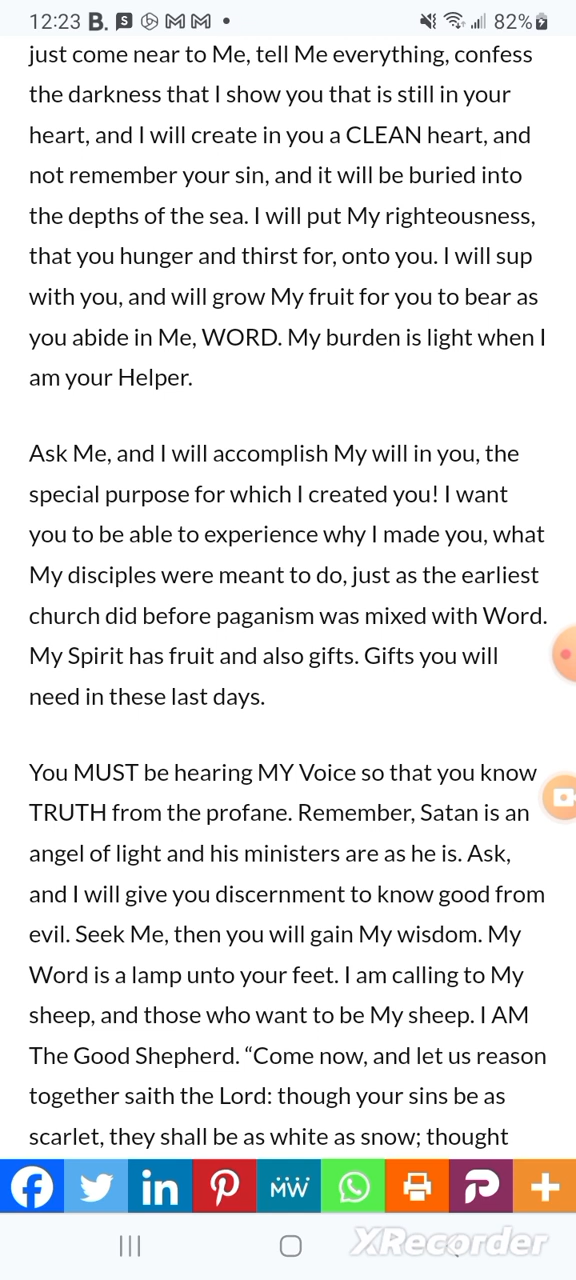 12:23 B. S M M •
82%
just come near to Me, tell Me everything, confess
the darkness that I show you that is still in your
heart, and I will create in you a CLEAN heart, and
not remember your sin, and it will be buried into
the depths of the sea. I will put My righteousness,
that you hunger and thirst for, onto you. I will sup
with you, and will grow My fruit for you to bear as
you abide in Me, WORD. My burden is light when I
am your Helper.
Ask Me, and I will accomplish My will in you, the
special purpose for which I created you! I want
you to be able to experience why I made you, what
My disciples were meant to do, just as the earliest
church did before paganism was mixed with Word.
My Spirit has fruit and also gifts. Gifts you will
need in these last days.
You MUST be hearing MY Voice so that you know
TRUTH from the profane. Remember, Satan is an
angel of light and his ministers are as he is. Ask,
and I will give you discernment to know good from
evil. Seek Me, then you will gain My wisdom. My
Word is a lamp unto your feet. I am calling to My
sheep, and those who want to be My sheep. I AM
The Good Shepherd. “Come now, and let us reason
together saith the Lord: though your sins be as
scarlet, they shall be as white as snow; thought
in MW
XRecorder